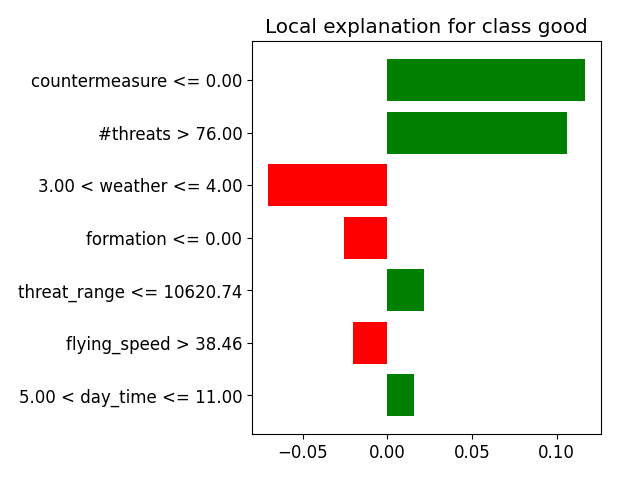 Local explanation for class good
countermeasure <= 0.00
#threats > 76.00
3.00 < weather <= 4.00
formation <= 0.00
threat_range <= 10620.74
flying_speed > 38.46
5.00 < day_time <= 11.00
−0.05 0.00 0.05 0.10